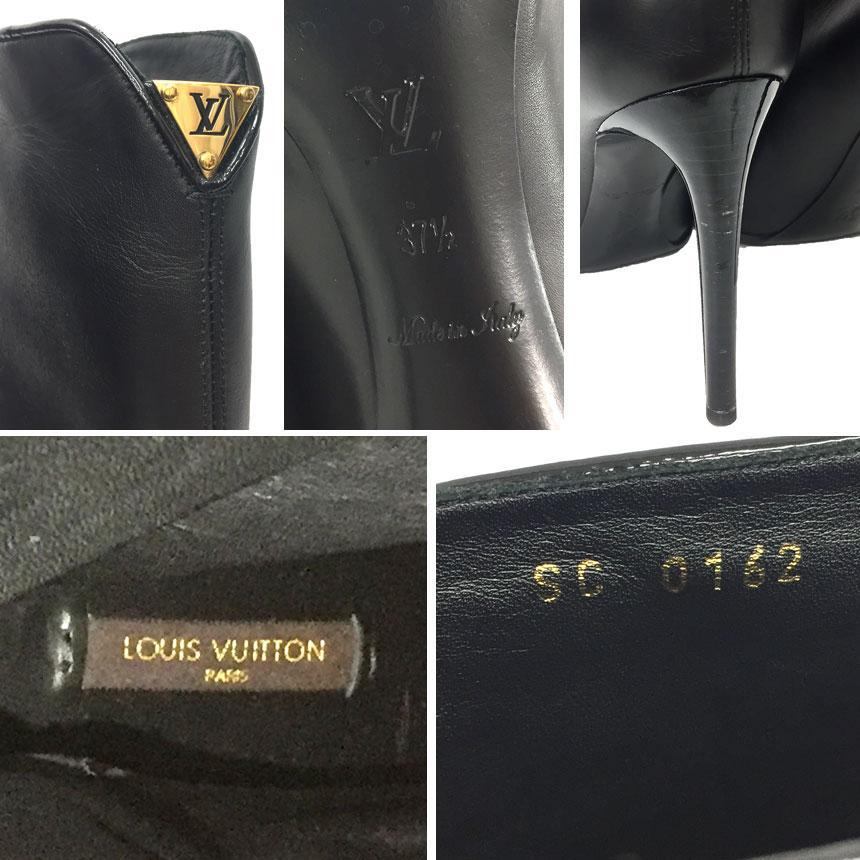 LV
LV
37½
Made in Italy
LOUIS VUITTON
PARIS
SC 0162